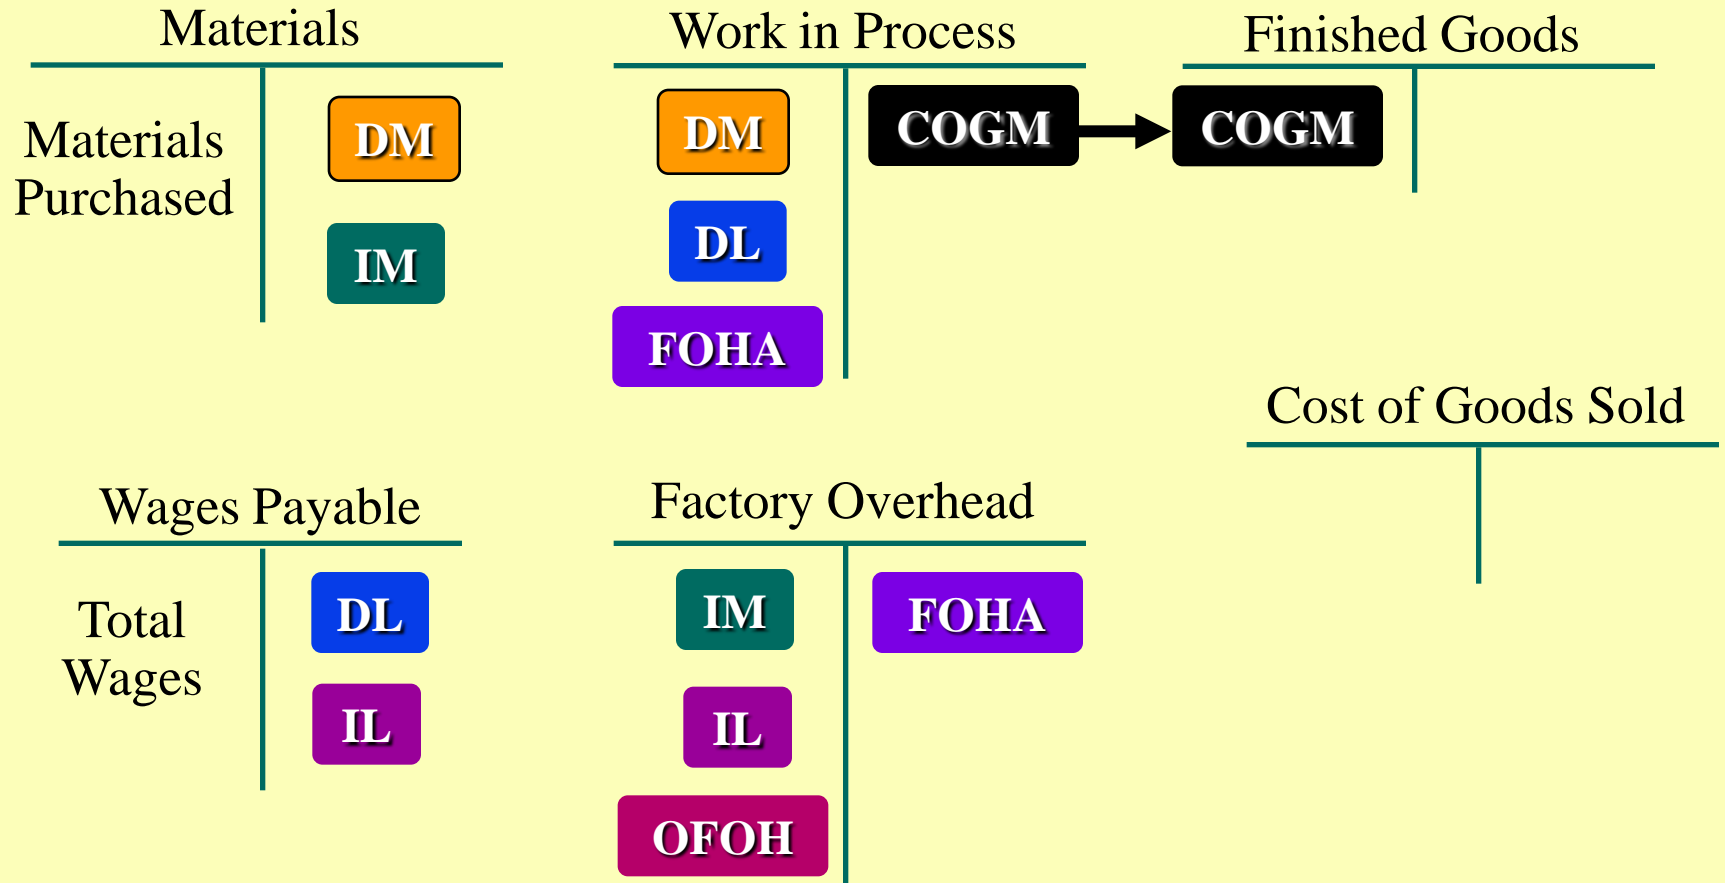 Materials
Materials
Purchased
DM
IM
Work in Process
DM
DL
FOHA
COGM
Finished Goods
COGM
Cost of Goods Sold
Wages Payable
Total
Wages
DL
IL
Factory Overhead
IM
IL
OFOH
FOHA